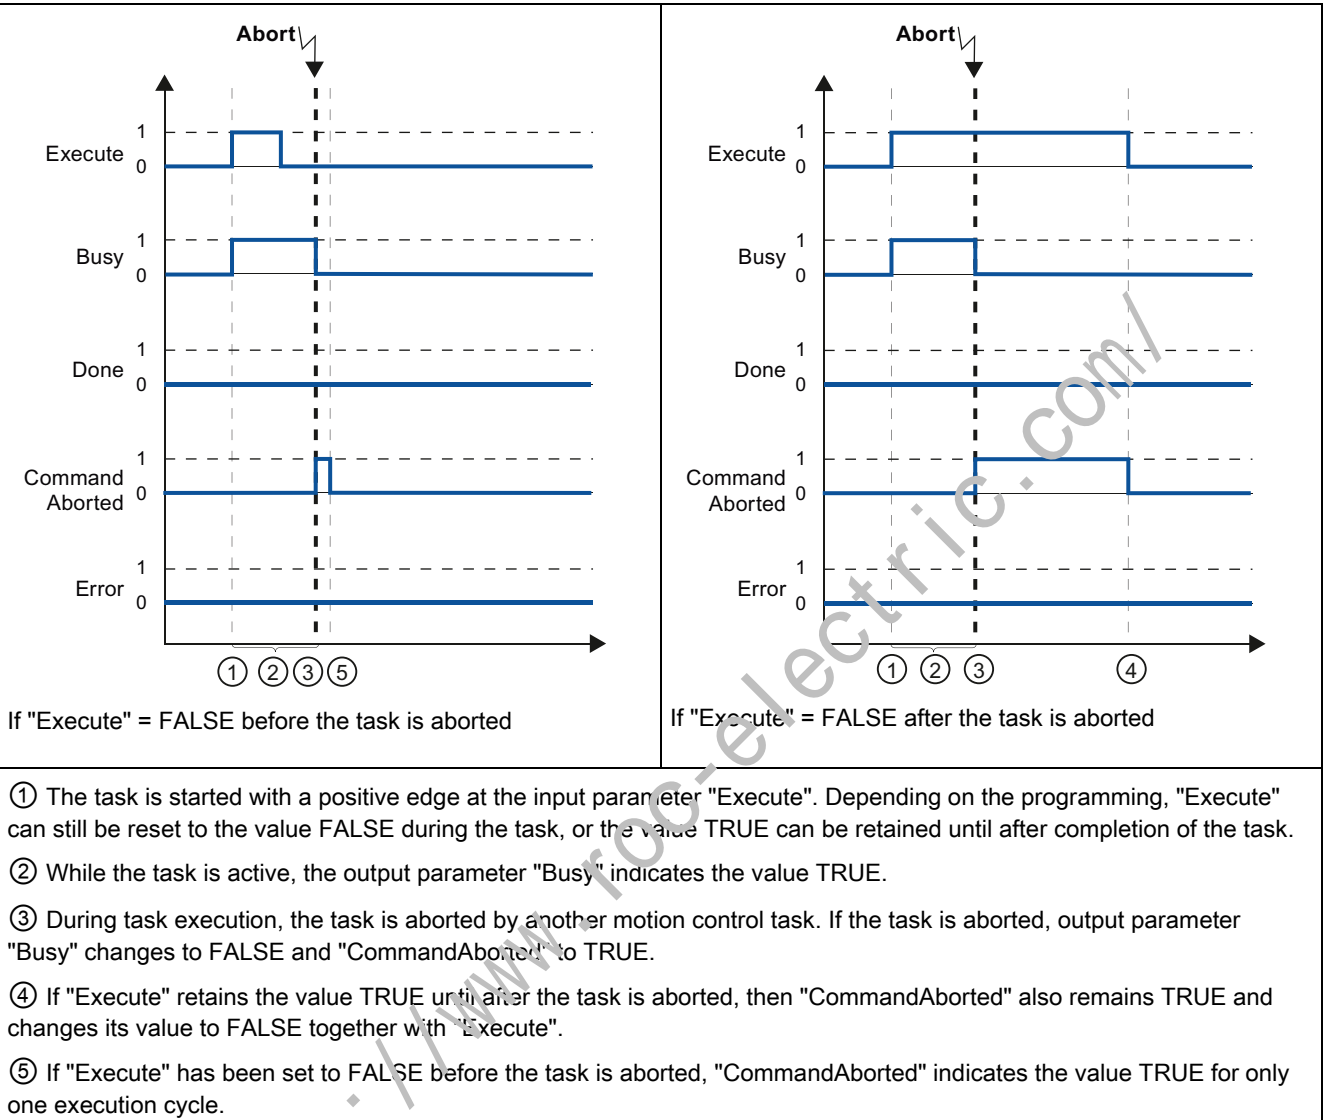 Abort
1
Execute
0
1
Busy
0
1
Done
0
1
Command
Aborted
0
1
Error
0
① ② ③ ⑤
If "Execute" = FALSE before the task is aborted
Abort
1
Execute
0
1
Busy
0
1
Done
0
1
Command
Aborted
0
1
Error
0
① ② ③ ④
If "Execute" = FALSE after the task is aborted
① The task is started with a positive edge at the input parameter "Execute". Depending on the programming, "Execute"
can still be reset to the value FALSE during the task, or the value TRUE can be retained until after completion of the task.
② While the task is active, the output parameter "Busy" indicates the value TRUE.
③ During task execution, the task is aborted by another motion control task. If the task is aborted, output parameter
"Busy" changes to FALSE and "CommandAborted" to TRUE.
④ If "Execute" retains the value TRUE until after the task is aborted, then "CommandAborted" also remains TRUE and
changes its value to FALSE together with "Execute".
⑤ If "Execute" has been set to FALSE before the task is aborted, "CommandAborted" indicates the value TRUE for only
one execution cycle.
://www.roc-electric.com/